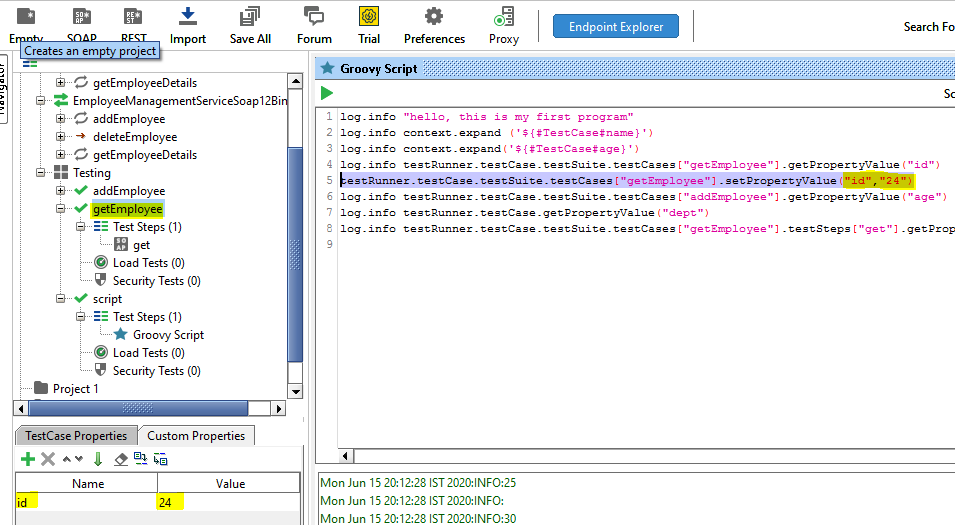 Empty SOAP REST Import Save All Forum Trial Preferences Proxy Endpoint Explorer Search Fo
Creates an empty project
Navigator
getEmployeeDetails
EmployeeManagementServiceSoap12Bin
addEmployee
deleteEmployee
getEmployeeDetails
Testing
addEmployee
getEmployee
Test Steps (1)
get
Load Tests (0)
Security Tests (0)
script
Test Steps (1)
Groovy Script
Load Tests (0)
Security Tests (0)
Project 1
TestCase Properties Custom Properties
Name Value
id 24
Groovy Script
Sc
1 log.info "hello, this is my first program"
2 log.info context.expand ('${#TestCase#name}')
3 log.info context.expand('${#TestCase#age}')
4 log.info testRunner.testCase.testSuite.testCases["getEmployee"].getPropertyValue("id")
5 testRunner.testCase.testSuite.testCases["getEmployee"].setPropertyValue("id","24")
6 log.info testRunner.testCase.testSuite.testCases["addEmployee"].getPropertyValue("age")
7 log.info testRunner.testCase.getPropertyValue("dept")
8 log.info testRunner.testCase.testSuite.testCases["getEmployee"].testSteps["get"].getProp
9
Mon Jun 15 20:12:28 IST 2020:INFO:25
Mon Jun 15 20:12:28 IST 2020:INFO:
Mon Jun 15 20:12:28 IST 2020:INFO:30